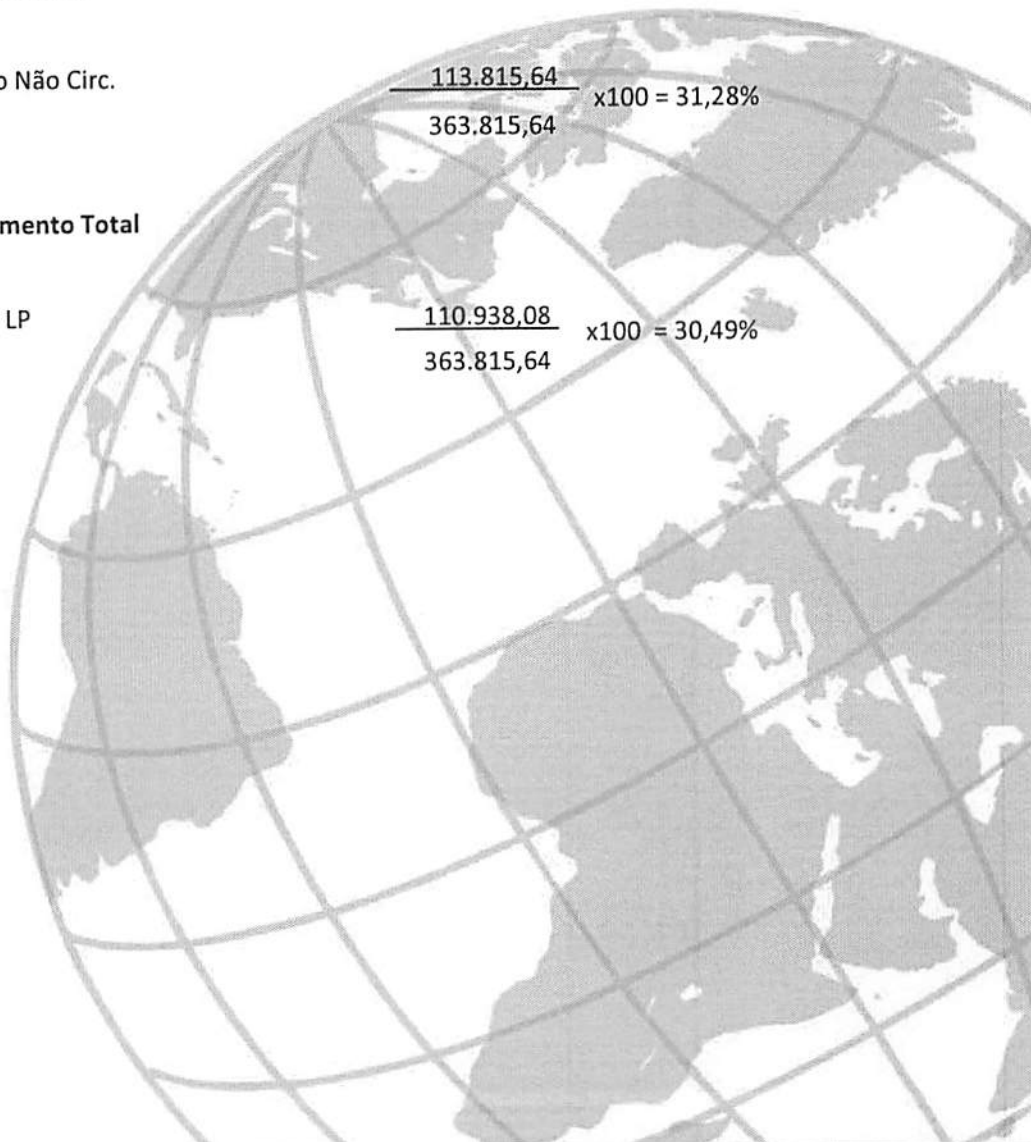 o Não Circ.
113.815,64
x100 = 31,28%
363.815,64
mento Total
LP
110.938,08
x100 = 30,49%
363.815,64